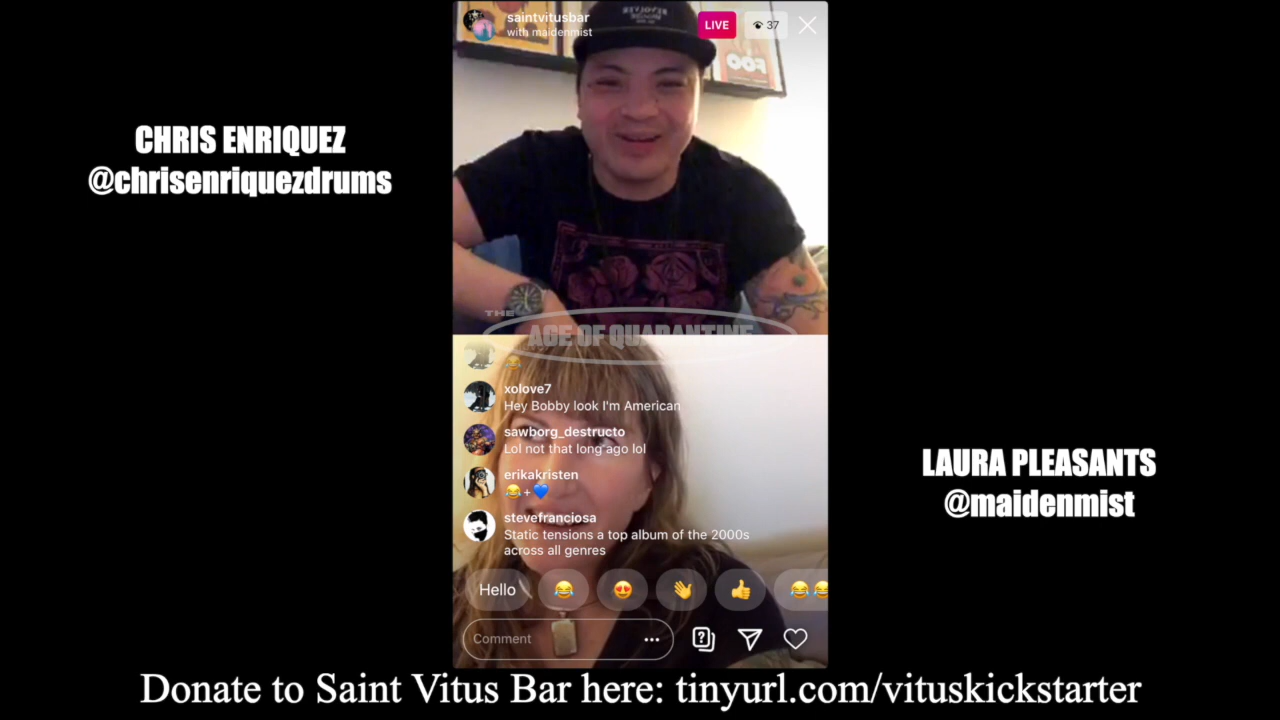 saintvitusbar
with maidenmist
LIVE
37
FOO
CHRIS ENRIQUEZ
@chrisenriquezdrums
THE
AGE OF QUARANTINE
😂
xolove7
Hey Bobby look I'm American
sawborg_destructo
Lol not that long ago lol
erikakristen
😂+💙
stevefranciosa
Static tensions a top album of the 2000s
across all genres
LAURA PLEASANTS
@maidenmist
Hello 😂 😍 👋 👍 😂😂
Comment ...
Donate to Saint Vitus Bar here: tinyurl.com/vituskickstarter